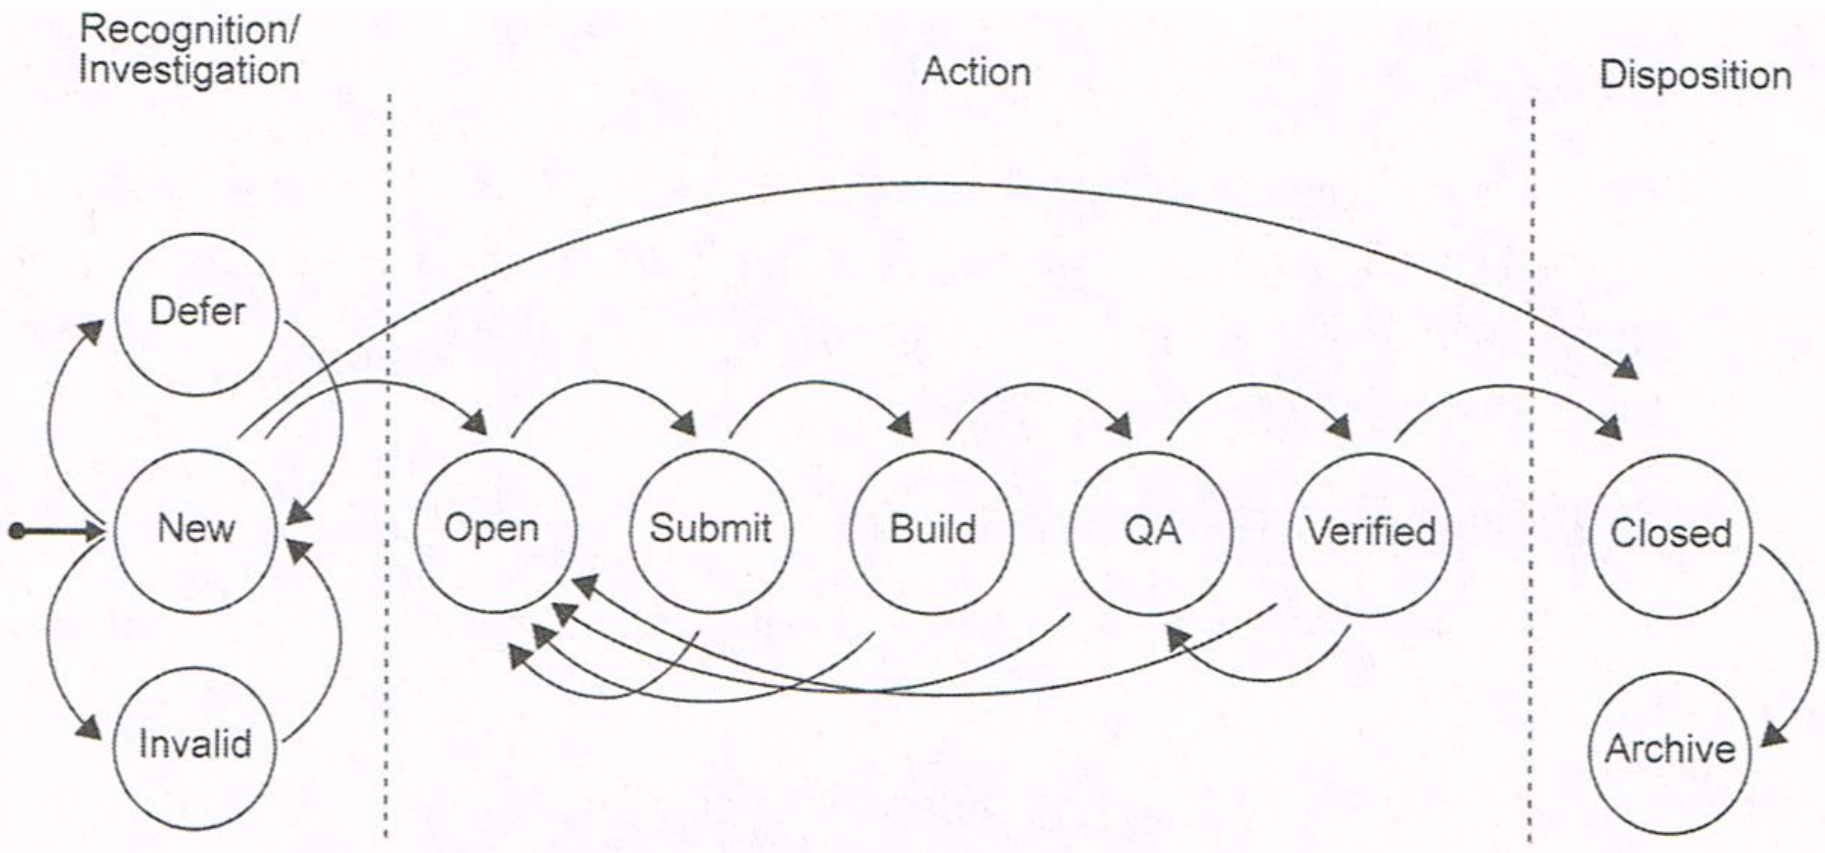 Recognition/
Investigation
Action
Disposition
Defer
New
Open
Submit
Build
QA
Verified
Closed
Invalid
Archive